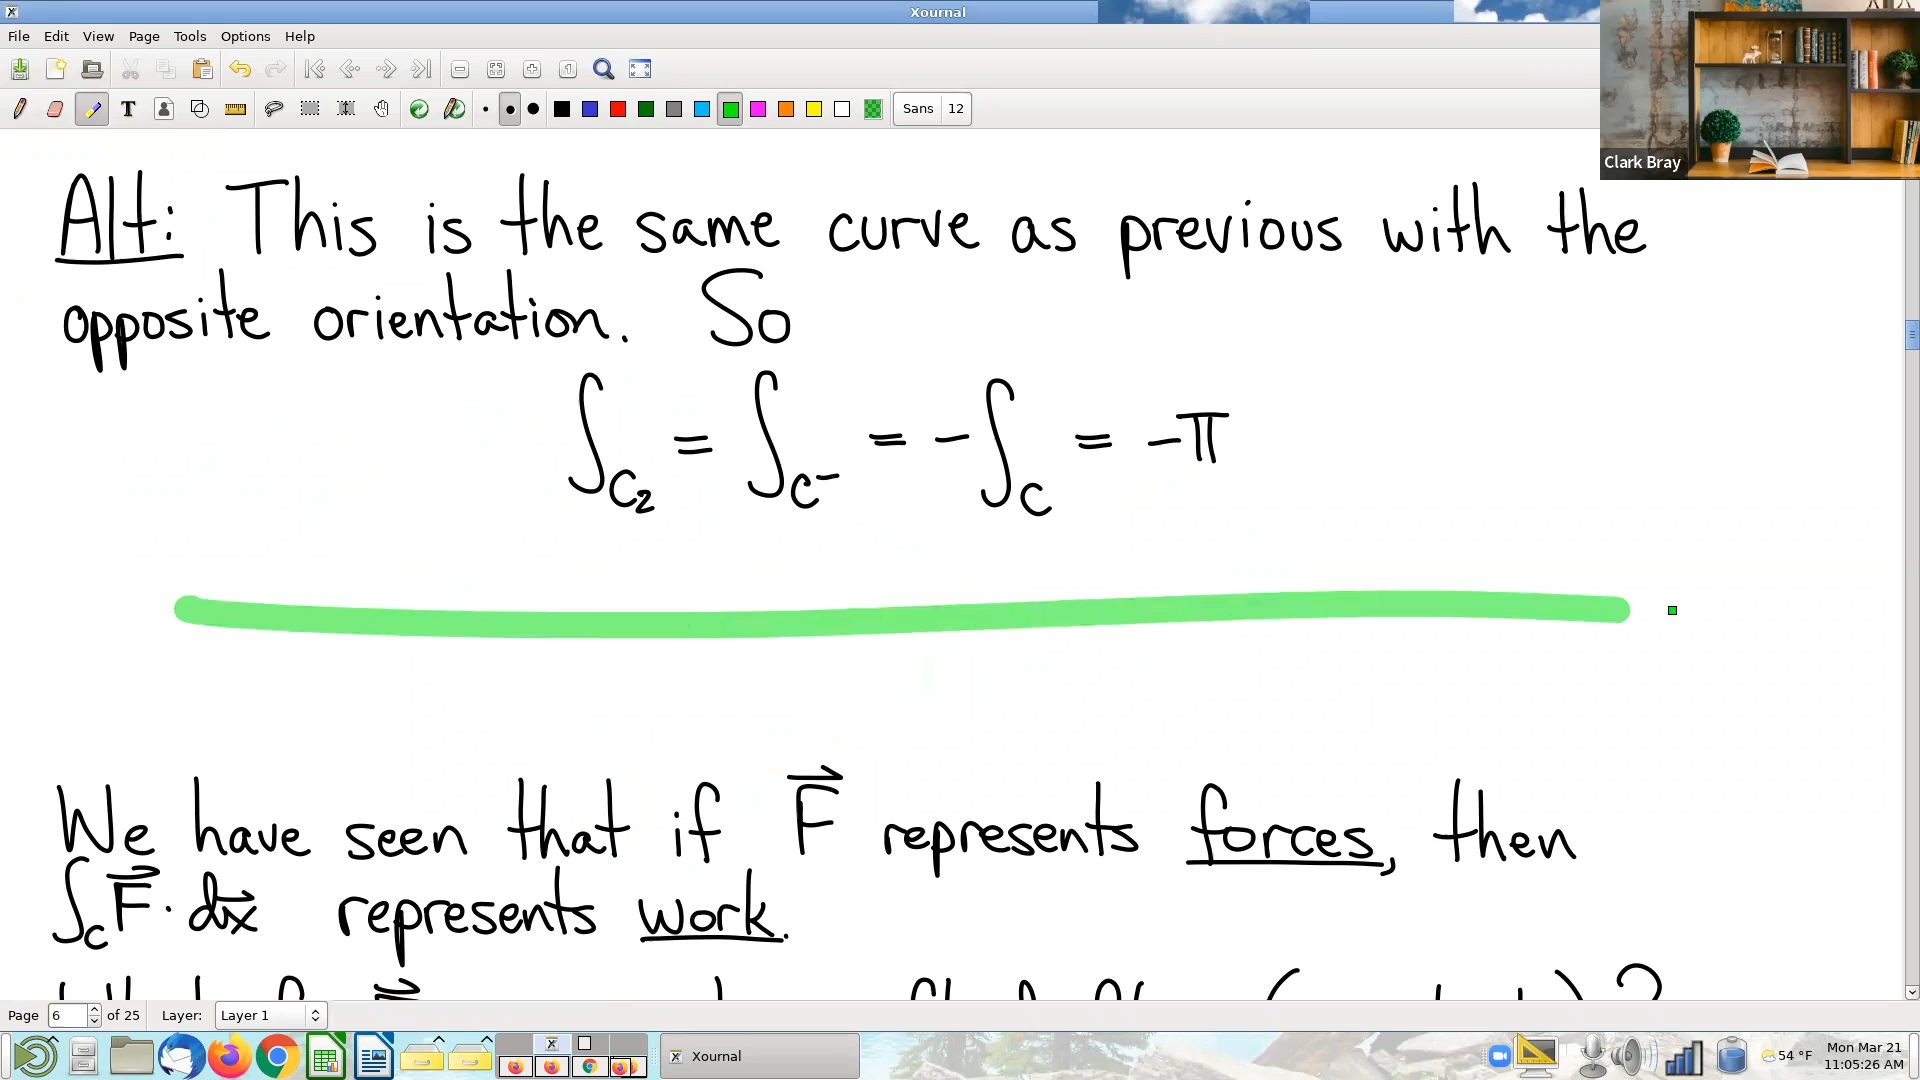 Xournal
File Edit View Page Tools Options Help
Sans 12
Clark Bray
Alt: This is the same curve as previous with the
opposite orientation. So
∫_{C₂} = ∫_{C⁻} = -∫_C = -π
We have seen that if F⃗ represents forces, then
∫_C F⃗ · dx⃗ represents work.
Page 6 of 25 Layer: Layer 1
Xournal
54 °F
Mon Mar 21
11:05:26 AM